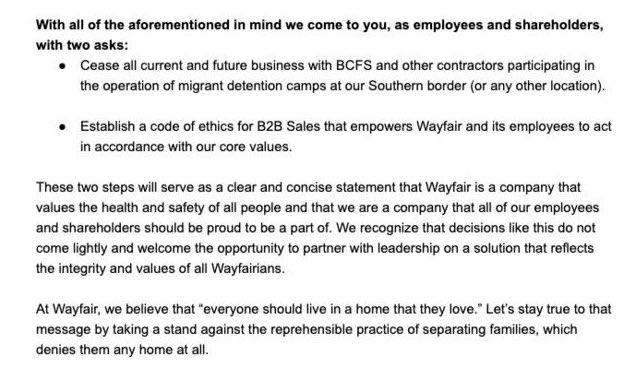 With all of the aforementioned in mind we come to you, as employees and shareholders,
with two asks:
● Cease all current and future business with BCFS and other contractors participating in
the operation of migrant detention camps at our Southern border (or any other location).
● Establish a code of ethics for B2B Sales that empowers Wayfair and its employees to act
in accordance with our core values.
These two steps will serve as a clear and concise statement that Wayfair is a company that
values the health and safety of all people and that we are a company that all of our employees
and shareholders should be proud to be a part of. We recognize that decisions like this do not
come lightly and welcome the opportunity to partner with leadership on a solution that reflects
the integrity and values of all Wayfairians.
At Wayfair, we believe that “everyone should live in a home that they love.” Let’s stay true to that
message by taking a stand against the reprehensible practice of separating families, which
denies them any home at all.